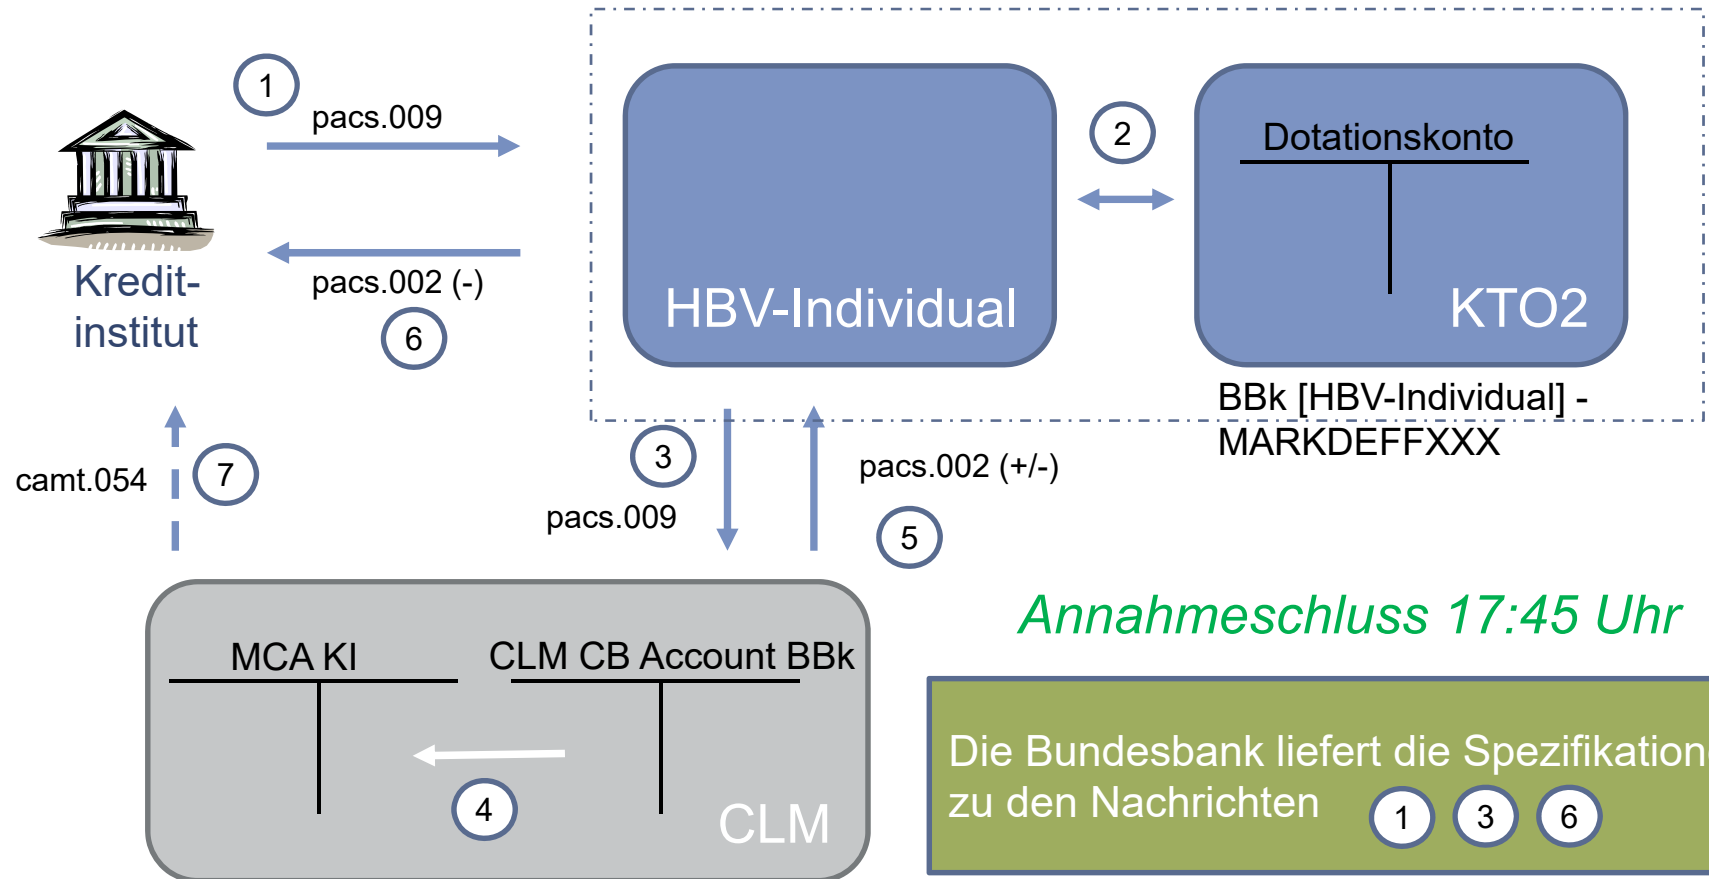 1
pacs.009
2
Dotationskonto
Kredit-
institut
pacs.002 (-)
6
HBV-Individual
KTO2
BBk [HBV-Individual] -
MARKDEFFXXX
camt.054
7
3
pacs.009
pacs.002 (+/-)
5
Annahmeschluss 17:45 Uhr
MCA KI
CLM CB Account BBk
4
CLM
Die Bundesbank liefert die Spezifikation
zu den Nachrichten 1 3 6